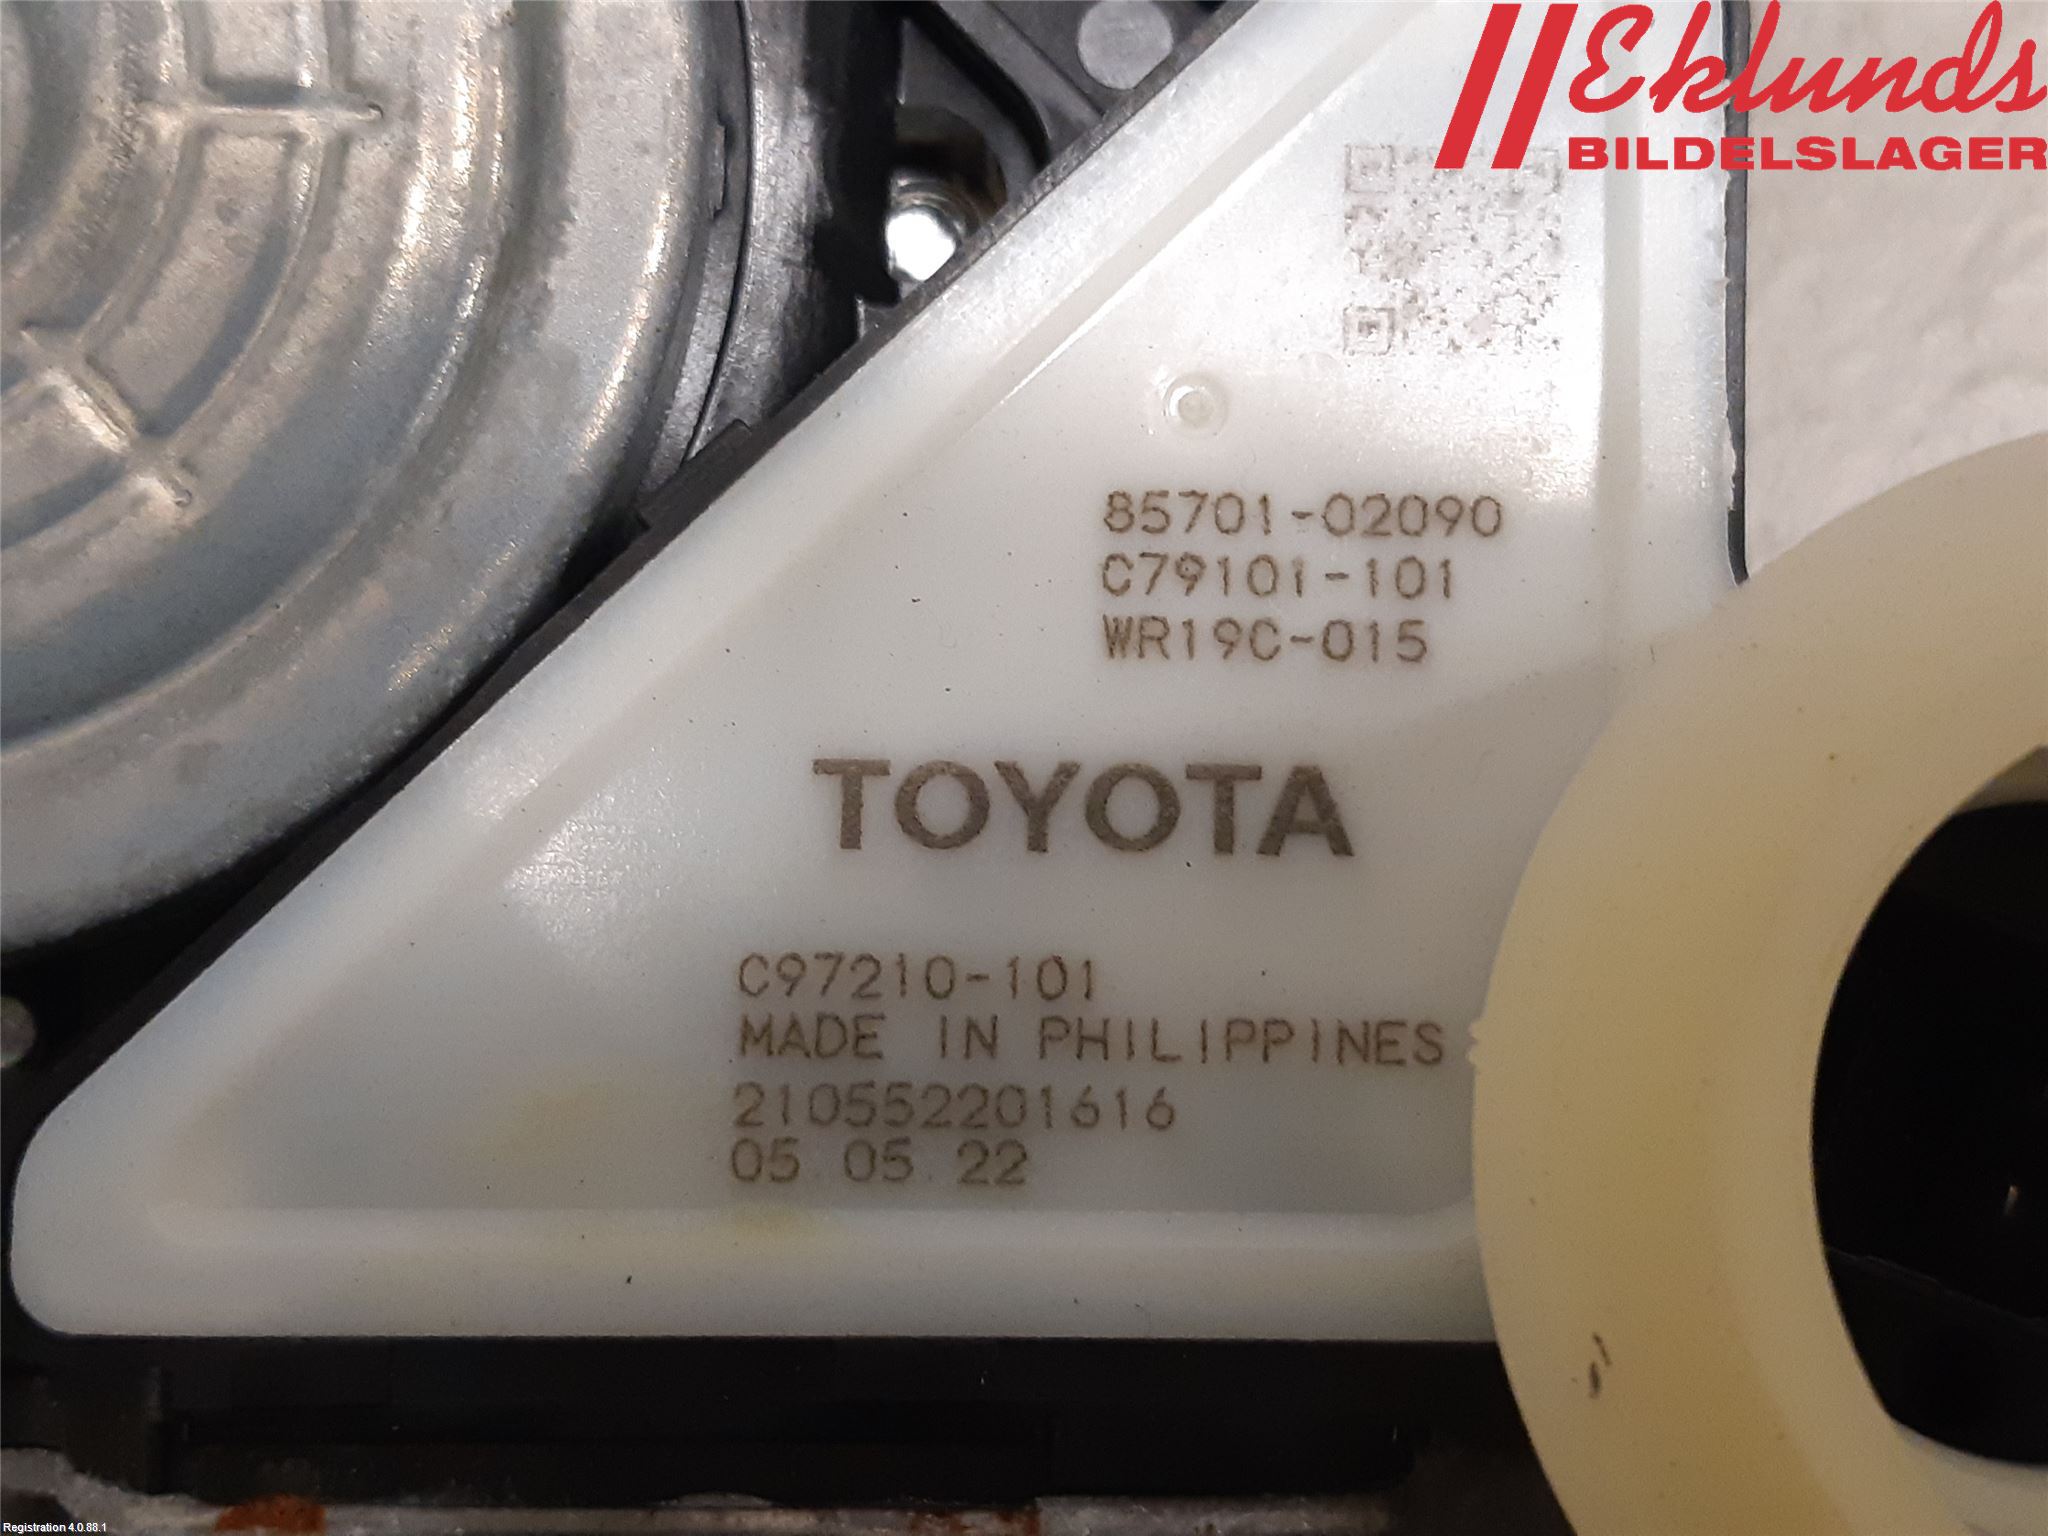 Eklunds
BILDELSLAGER
85701-02090
C79101-101
WR19C-015
TOYOTA
C97210-101
MADE IN PHILIPPINES
210552201616
05 05 22
Registration 4.0.88.1